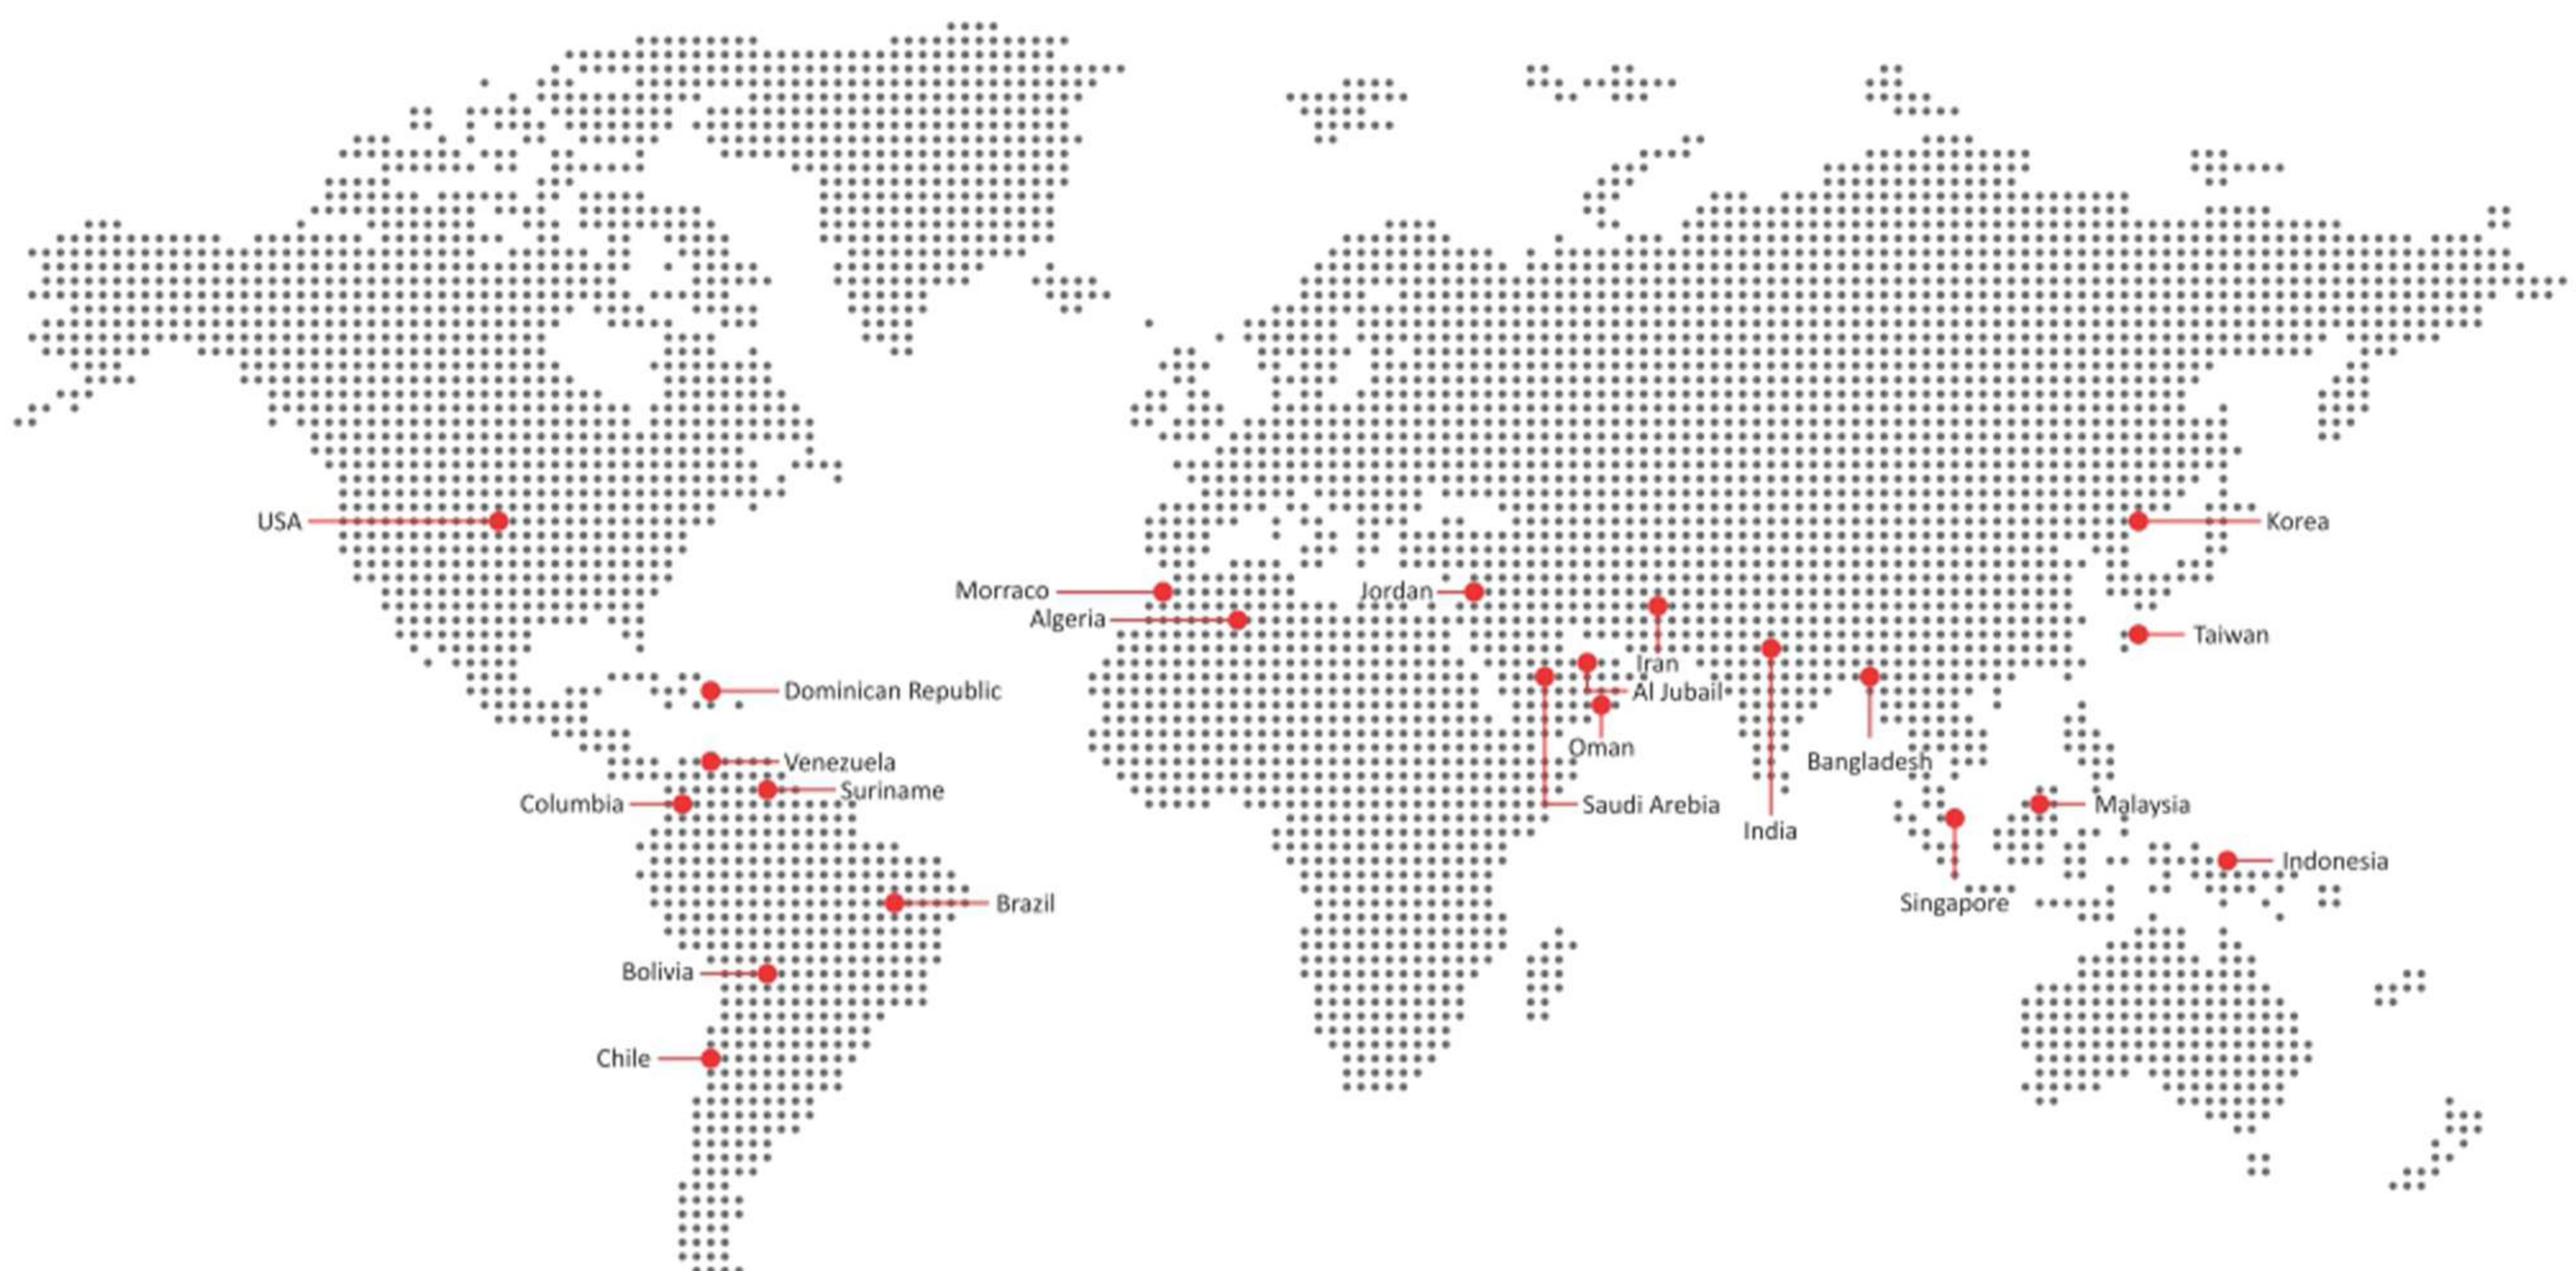 USA
Korea
Morraco
Jordan
Algeria
Taiwan
Iran
Dominican Republic
Al Jubail
Oman
Venezuela
Bangladesh
Suriname
Columbia
Saudi Arebia
Malaysia
India
Indonesia
Brazil
Singapore
Bolivia
Chile